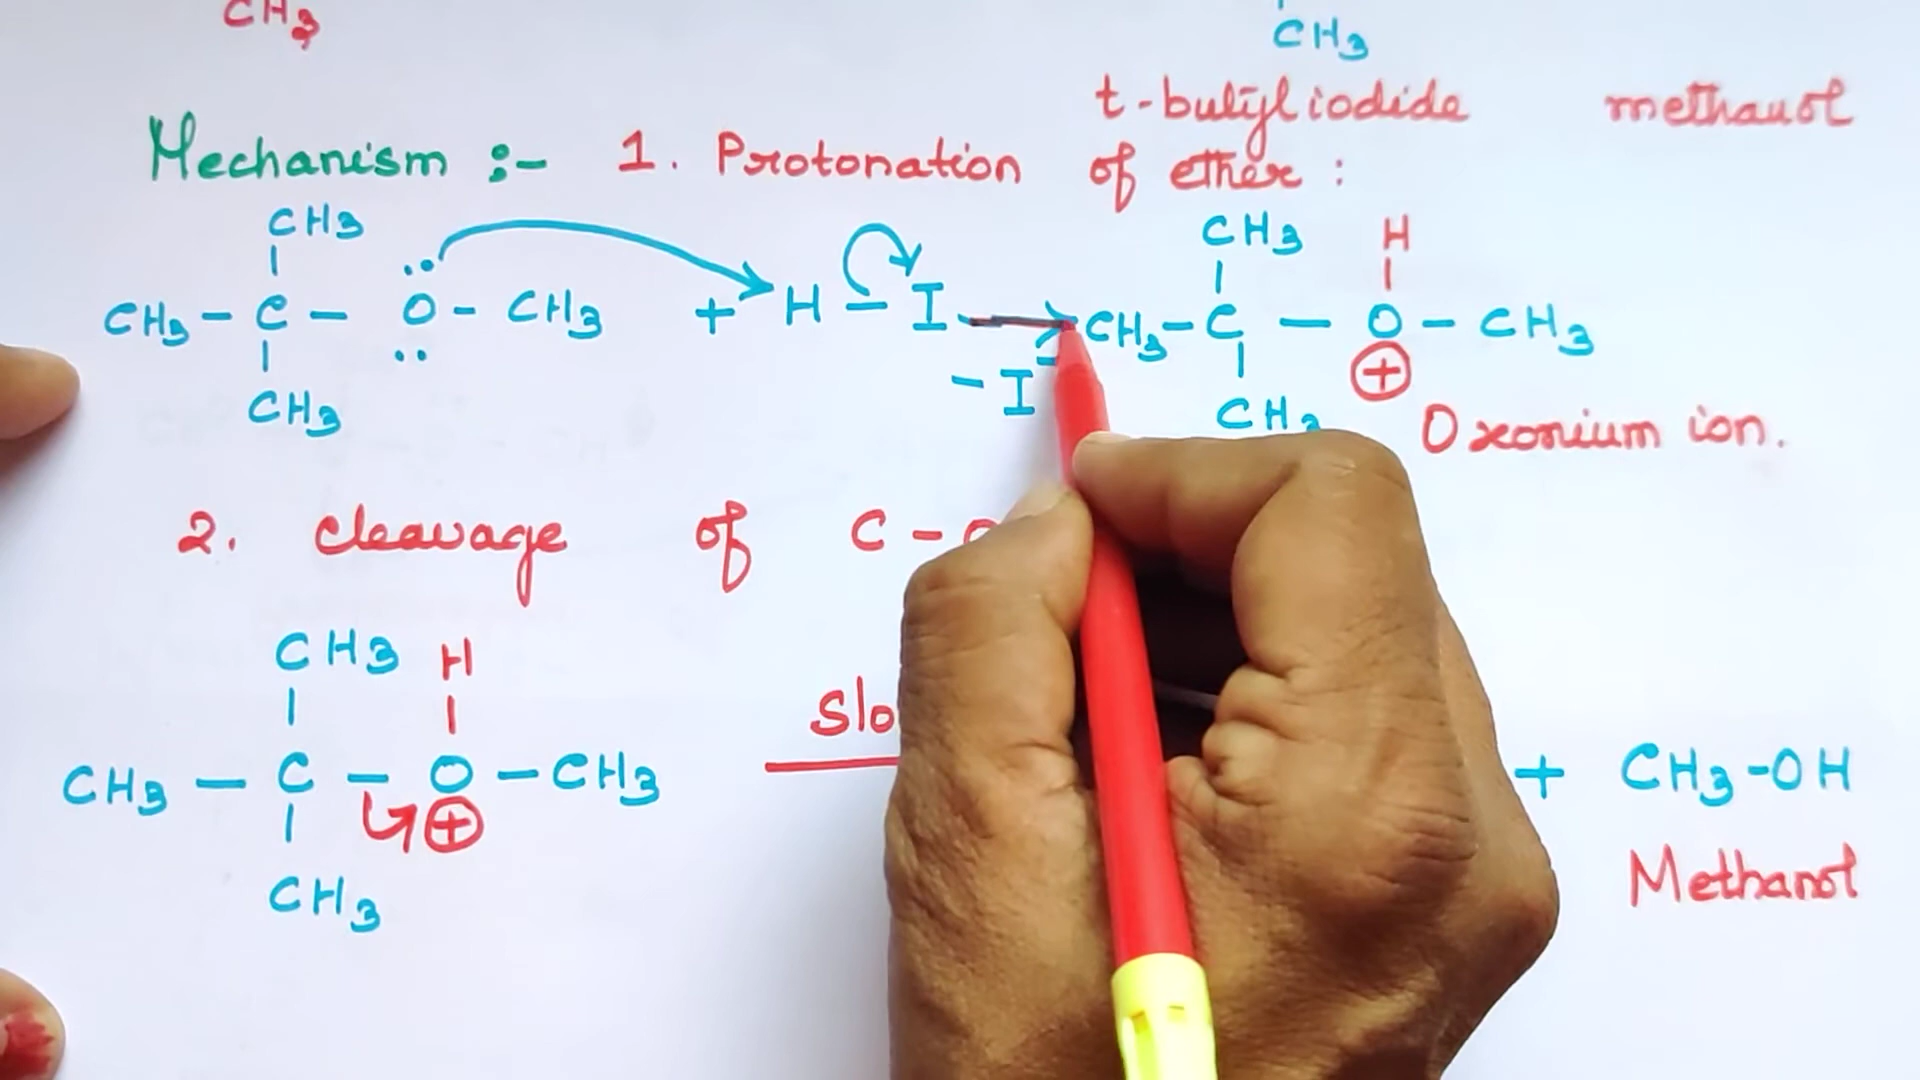 CH3
CH3
t-butyl iodide methanol
Mechanism :- 1. Protonation of ether :
CH3 CH3 H
CH3 - C - O - CH3 + H - I CH3 - C - O - CH3
- I ⊕
CH3 CH3 Oxonium ion.
2. cleavage of C -
CH3 H
CH3 - C - O - CH3 + CH3-OH
⊕
CH3 Methanol